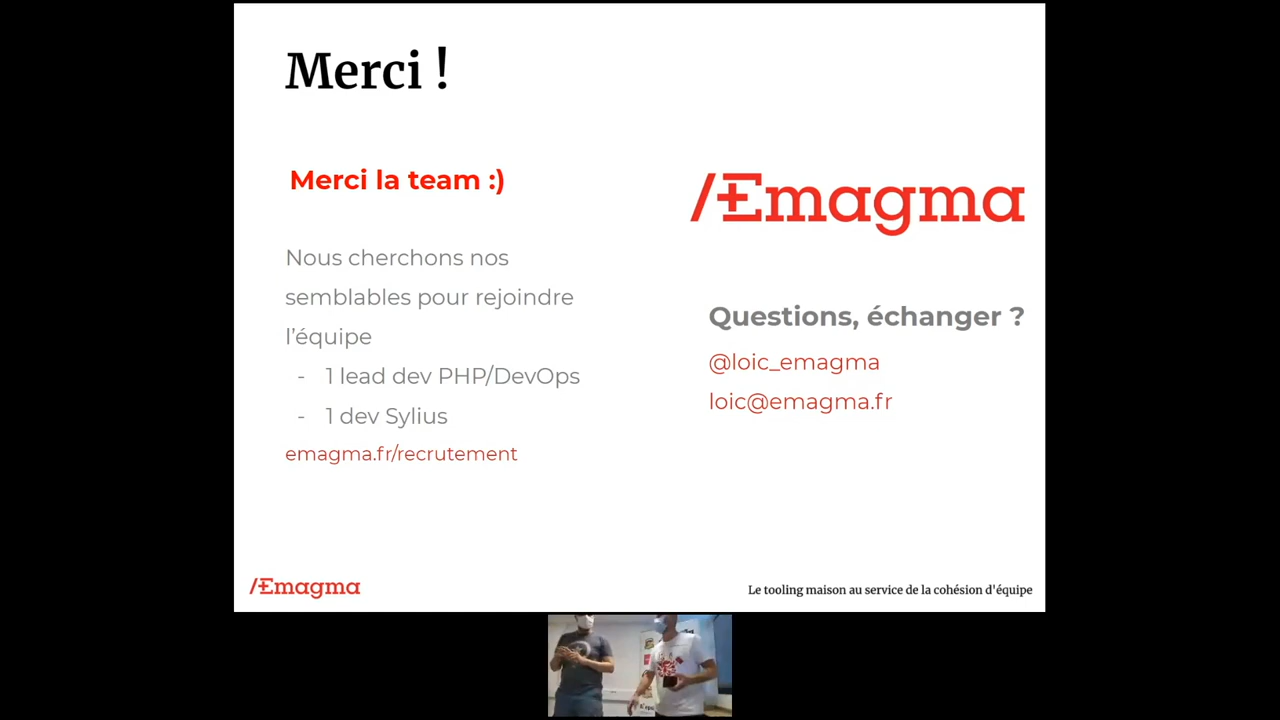 Merci !
Merci la team :)
Nous cherchons nos
semblables pour rejoindre
l'équipe
- 1 lead dev PHP/DevOps
- 1 dev Sylius
emagma.fr/recrutement
/Emagma
Questions, échanger ?
@loic_emagma
loic@emagma.fr
/Emagma
Le tooling maison au service de la cohésion d'équipe